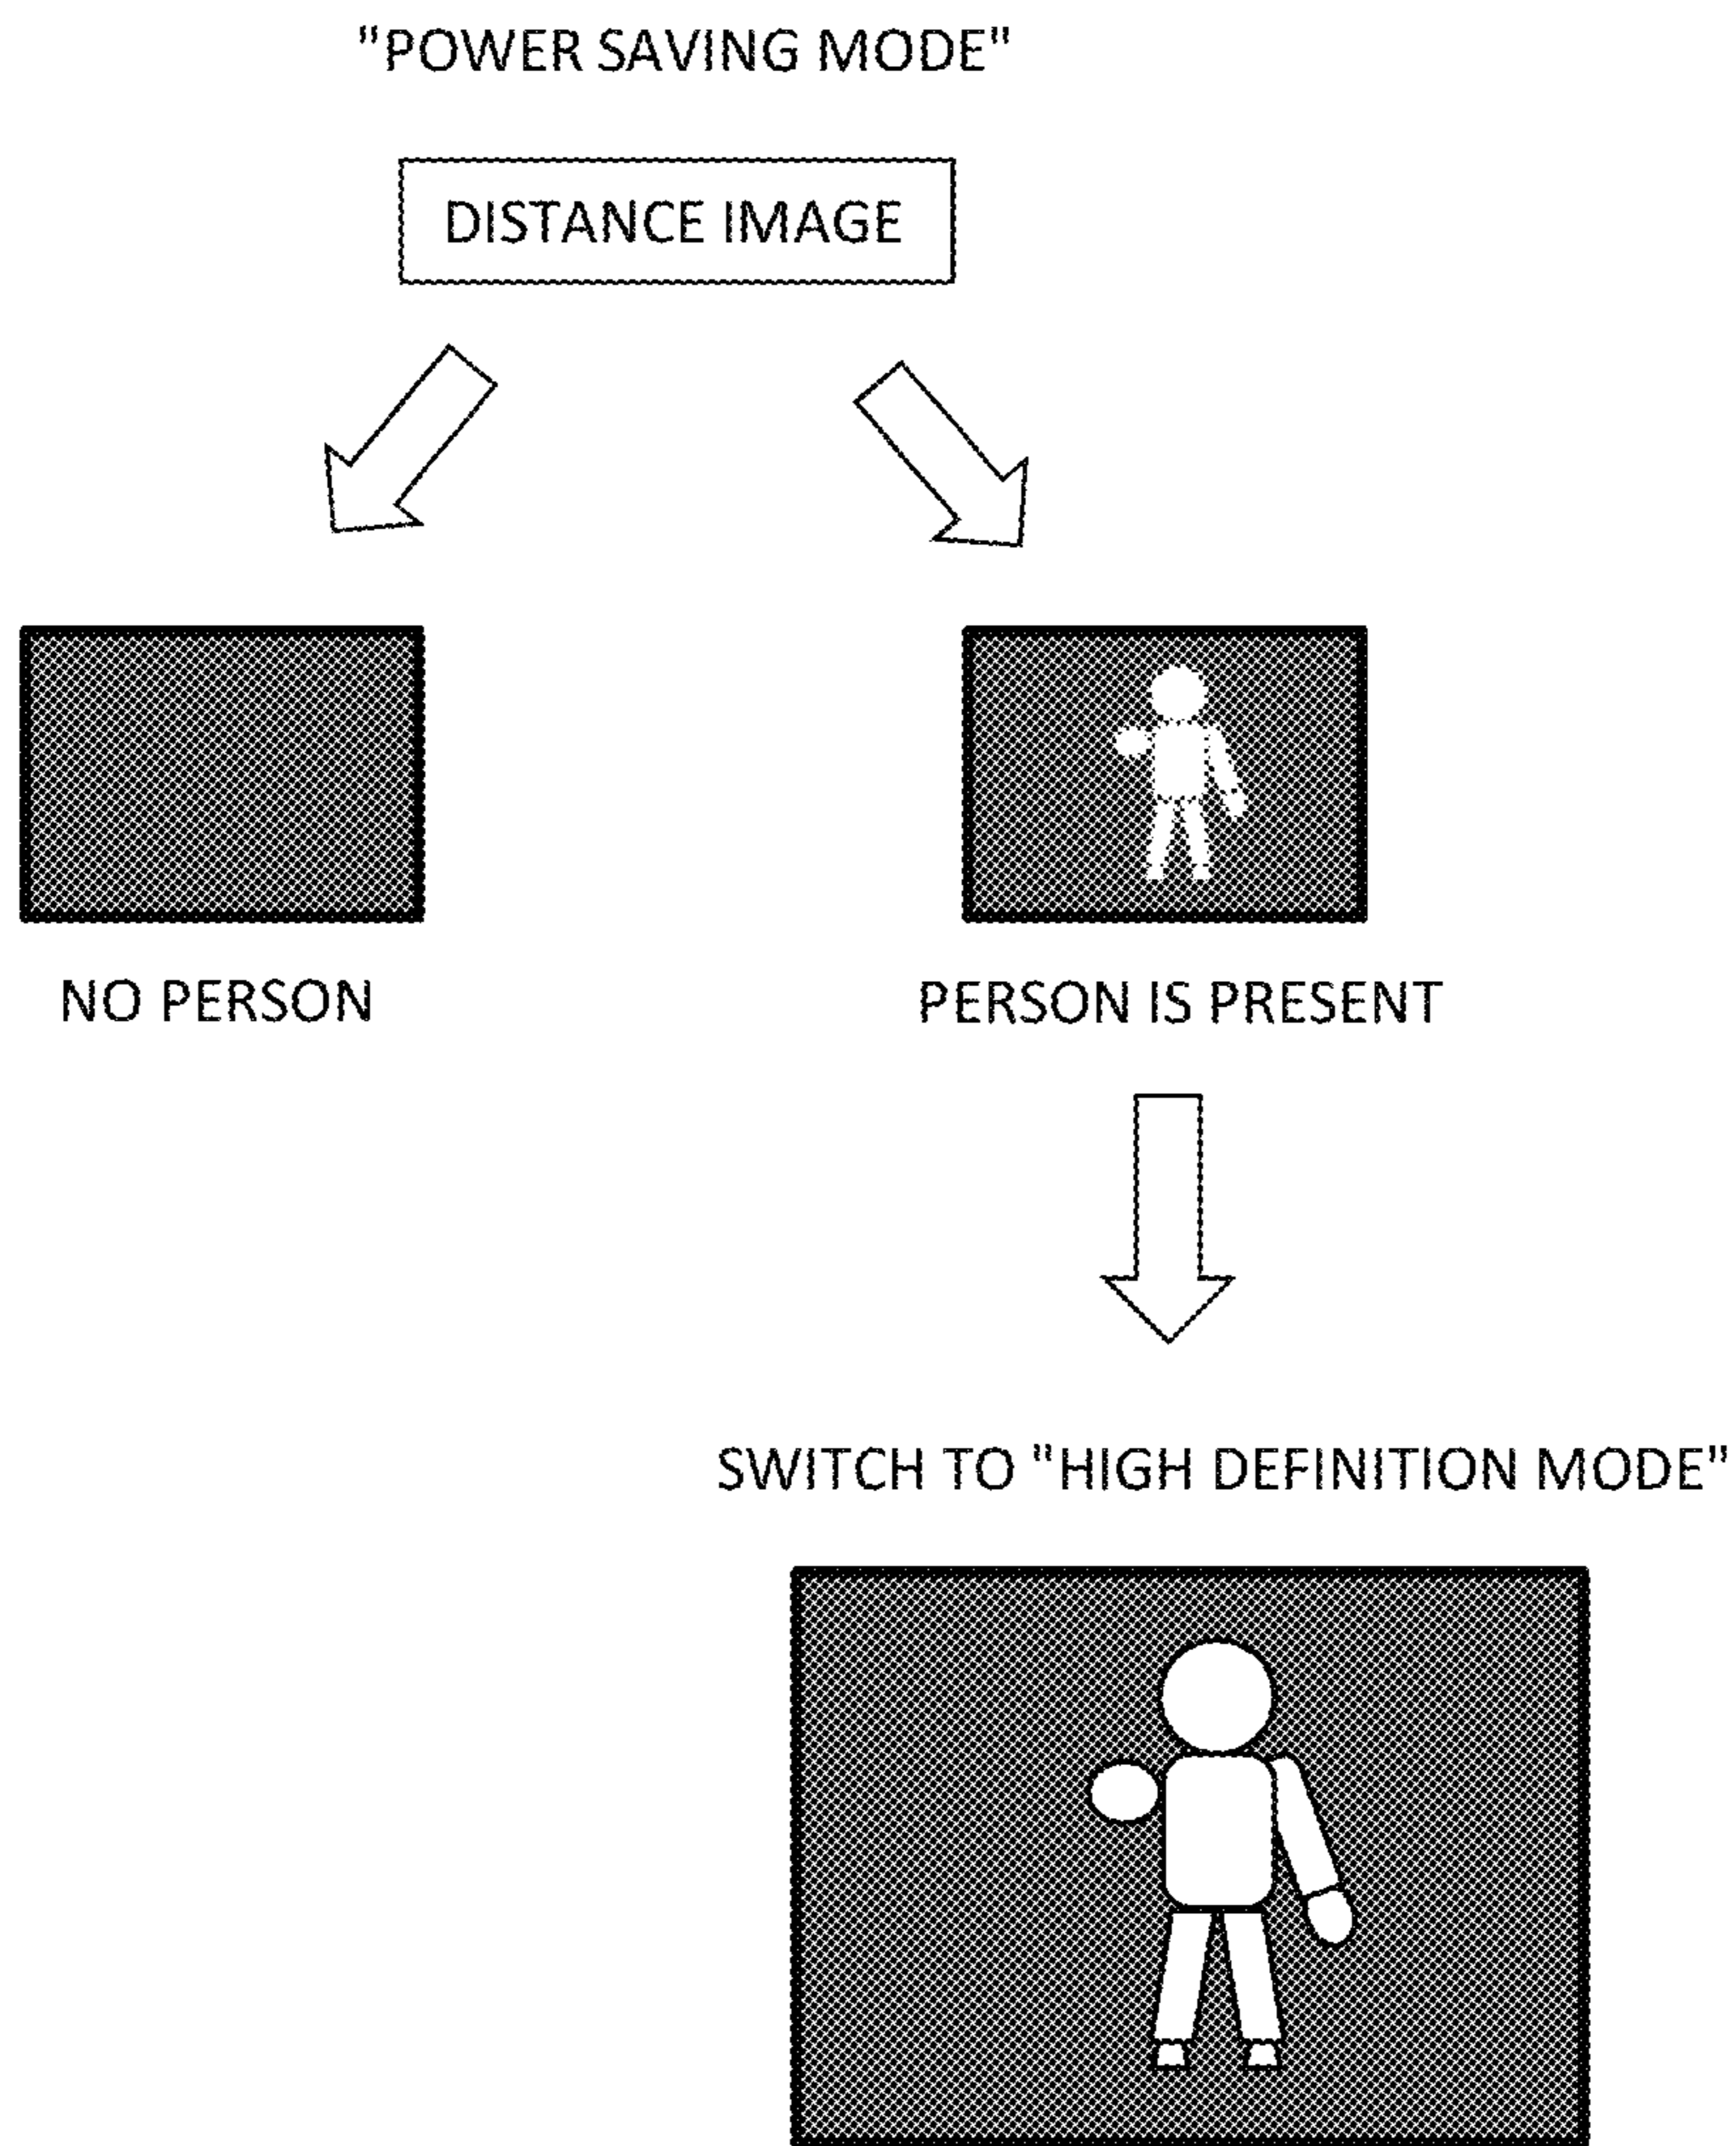 "POWER SAVING MODE"
DISTANCE IMAGE
NO PERSON
PERSON IS PRESENT
SWITCH TO "HIGH DEFINITION MODE"